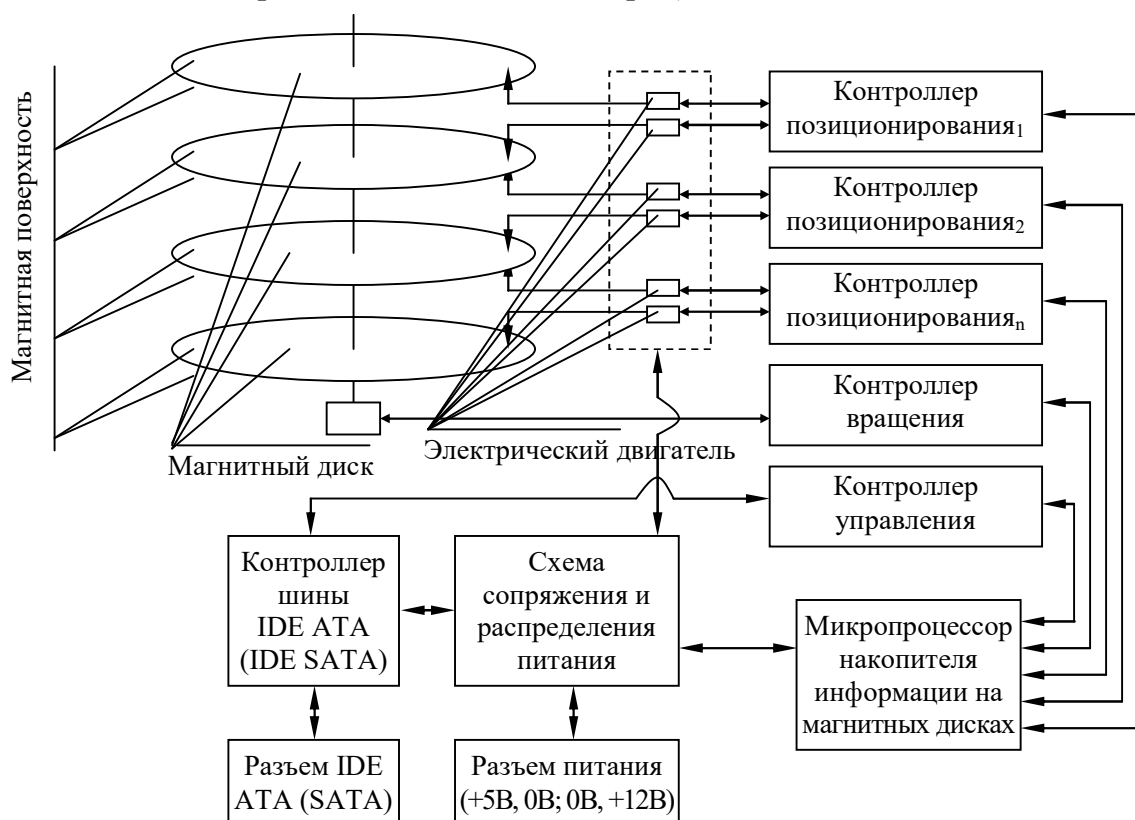 Магнитная поверхность
Контроллер
позиционирования₁
Контроллер
позиционирования₂
Контроллер
позиционированияₙ
Контроллер
вращения
Магнитный диск
Электрический двигатель
Контроллер
управления
Контроллер
шины
IDE ATA
(IDE SATA)
Схема
сопряжения и
распределения
питания
Микропроцессор
накопителя
информации на
магнитных дисках
Разъем IDE
ATA (SATA)
Разъем питания
(+5В, 0В; 0В, +12В)